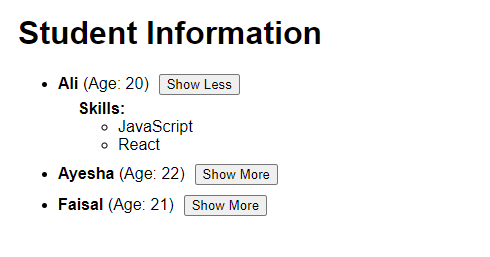 Student Information
Ali (Age: 20) Show Less
Skills:
JavaScript
React
Ayesha (Age: 22) Show More
Faisal (Age: 21) Show More